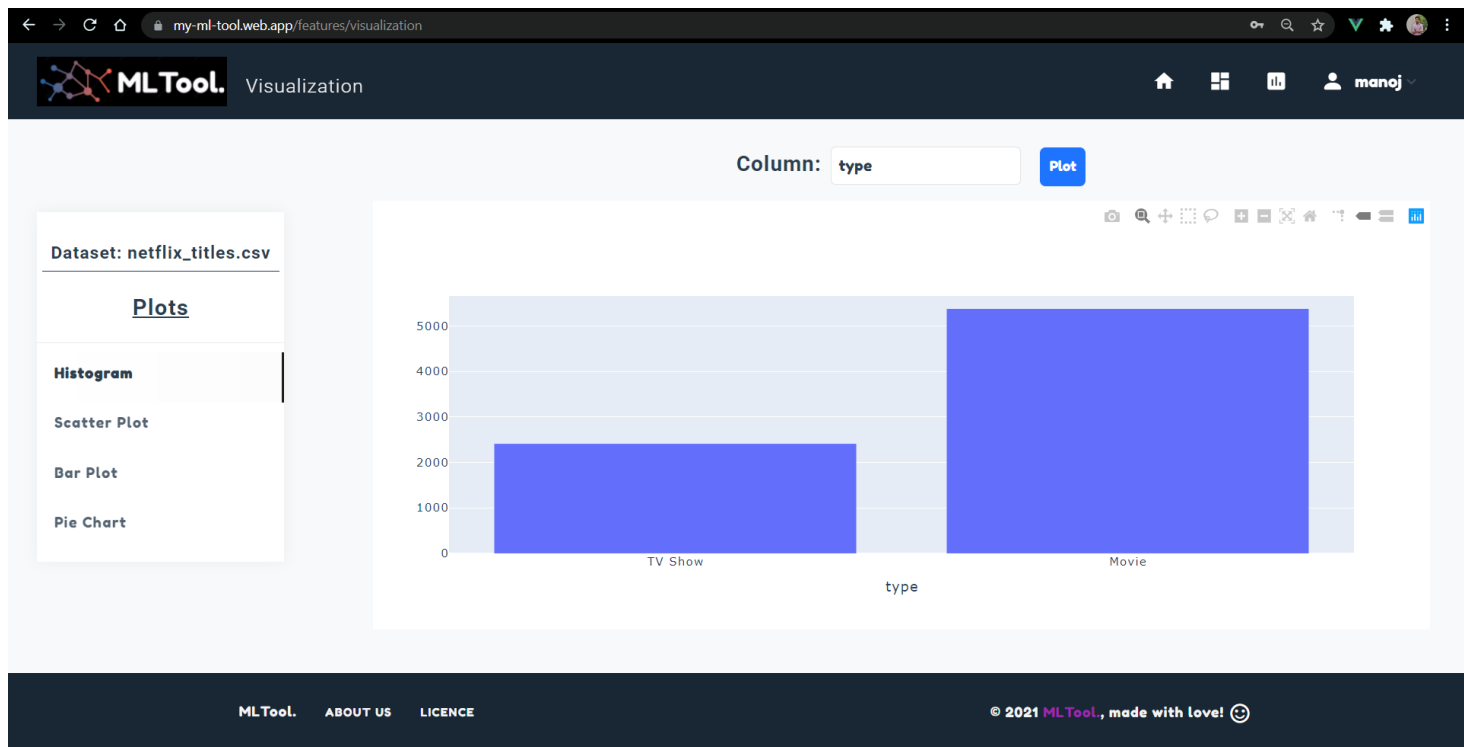 my-ml-tool.web.app/features/visualization
MLTool. Visualization manoj
Column: type Plot
Dataset: netflix_titles.csv
Plots
Histogram
Scatter Plot
Bar Plot
Pie Chart
5000
4000
3000
2000
1000
0
TV Show Movie
type
MLTool. ABOUT US LICENCE © 2021 MLTool., made with love!